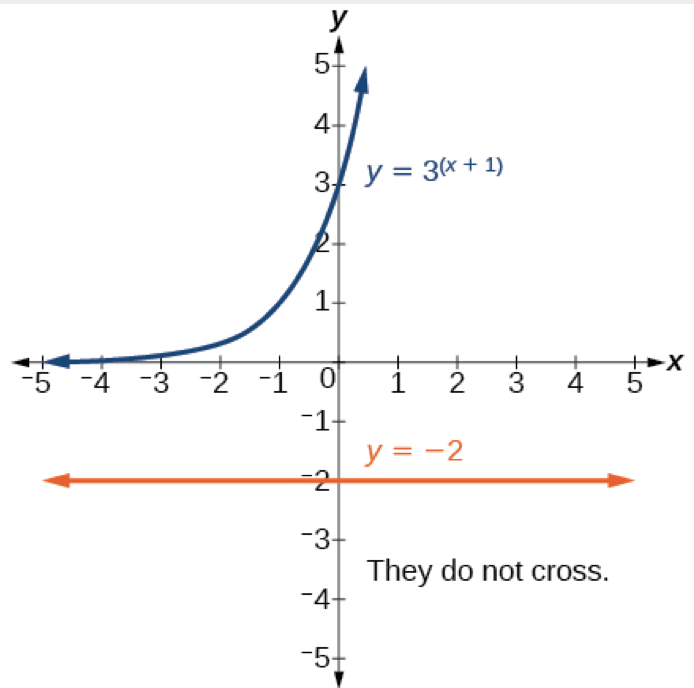 y
5
4
y = 3^(x + 1)
3
2
1
x
−5 −4 −3 −2 −1 0 1 2 3 4 5
−1
y = −2
−2
−3
They do not cross.
−4
−5